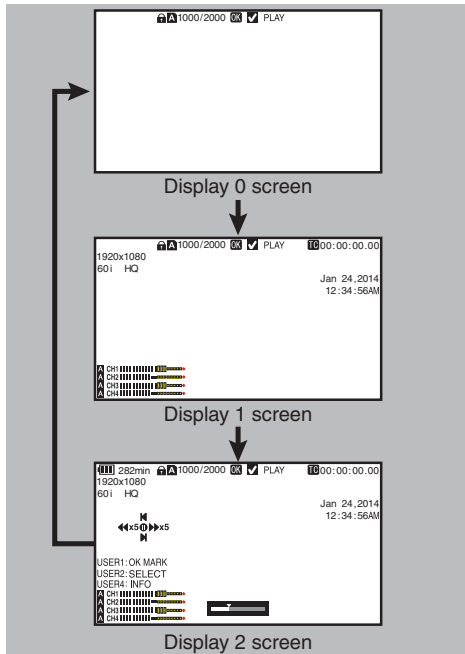 A 1000/2000 OK PLAY
Display 0 screen
A 1000/2000 OK PLAY TC 00:00:00.00
1920x1080
60i HQ
Jan 24,2014
12:34:56AM
A CH1
A CH2
A CH3
A CH4
Display 1 screen
282min A 1000/2000 OK PLAY TC 00:00:00.00
1920x1080
60i HQ
Jan 24,2014
12:34:56AM
x5 x5
USER1:OK MARK
USER2:SELECT
USER4:INFO
A CH1
A CH2
A CH3
A CH4
Display 2 screen